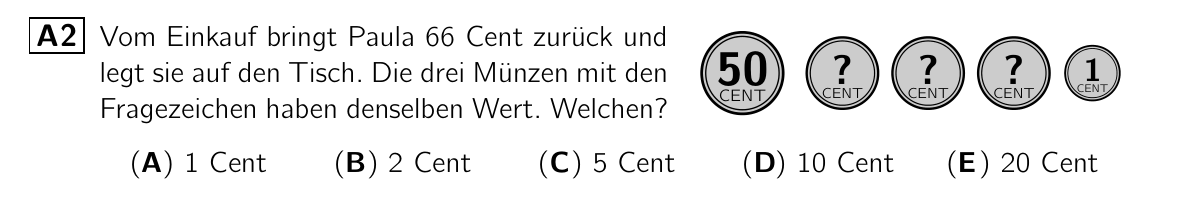 A2 Vom Einkauf bringt Paula 66 Cent zurück und
legt sie auf den Tisch. Die drei Münzen mit den
Fragezeichen haben denselben Wert. Welchen?
50 CENT ? CENT ? CENT ? CENT 1 CENT
(A) 1 Cent (B) 2 Cent (C) 5 Cent (D) 10 Cent (E) 20 Cent